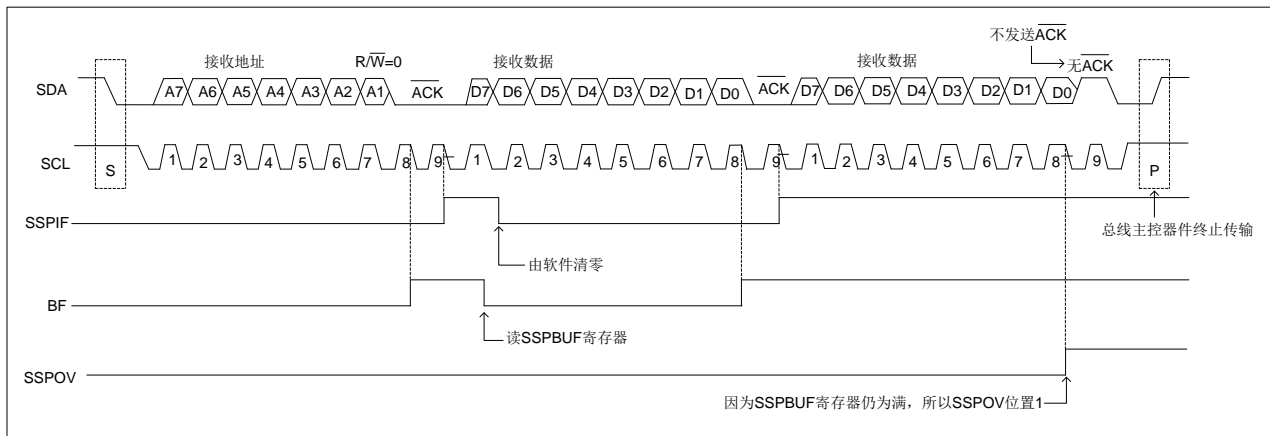 不发送ACK
接收地址 R/W=0 接收数据 接收数据 无ACK
SDA A7 A6 A5 A4 A3 A2 A1 ACK D7 D6 D5 D4 D3 D2 D1 D0 ACK D7 D6 D5 D4 D3 D2 D1 D0
SCL S 1 2 3 4 5 6 7 8 9 1 2 3 4 5 6 7 8 9 1 2 3 4 5 6 7 8 9 P
SSPIF
由软件清零
总线主控器件终止传输
BF
读SSPBUF寄存器
SSPOV
因为SSPBUF寄存器仍为满，所以SSPOV位置1